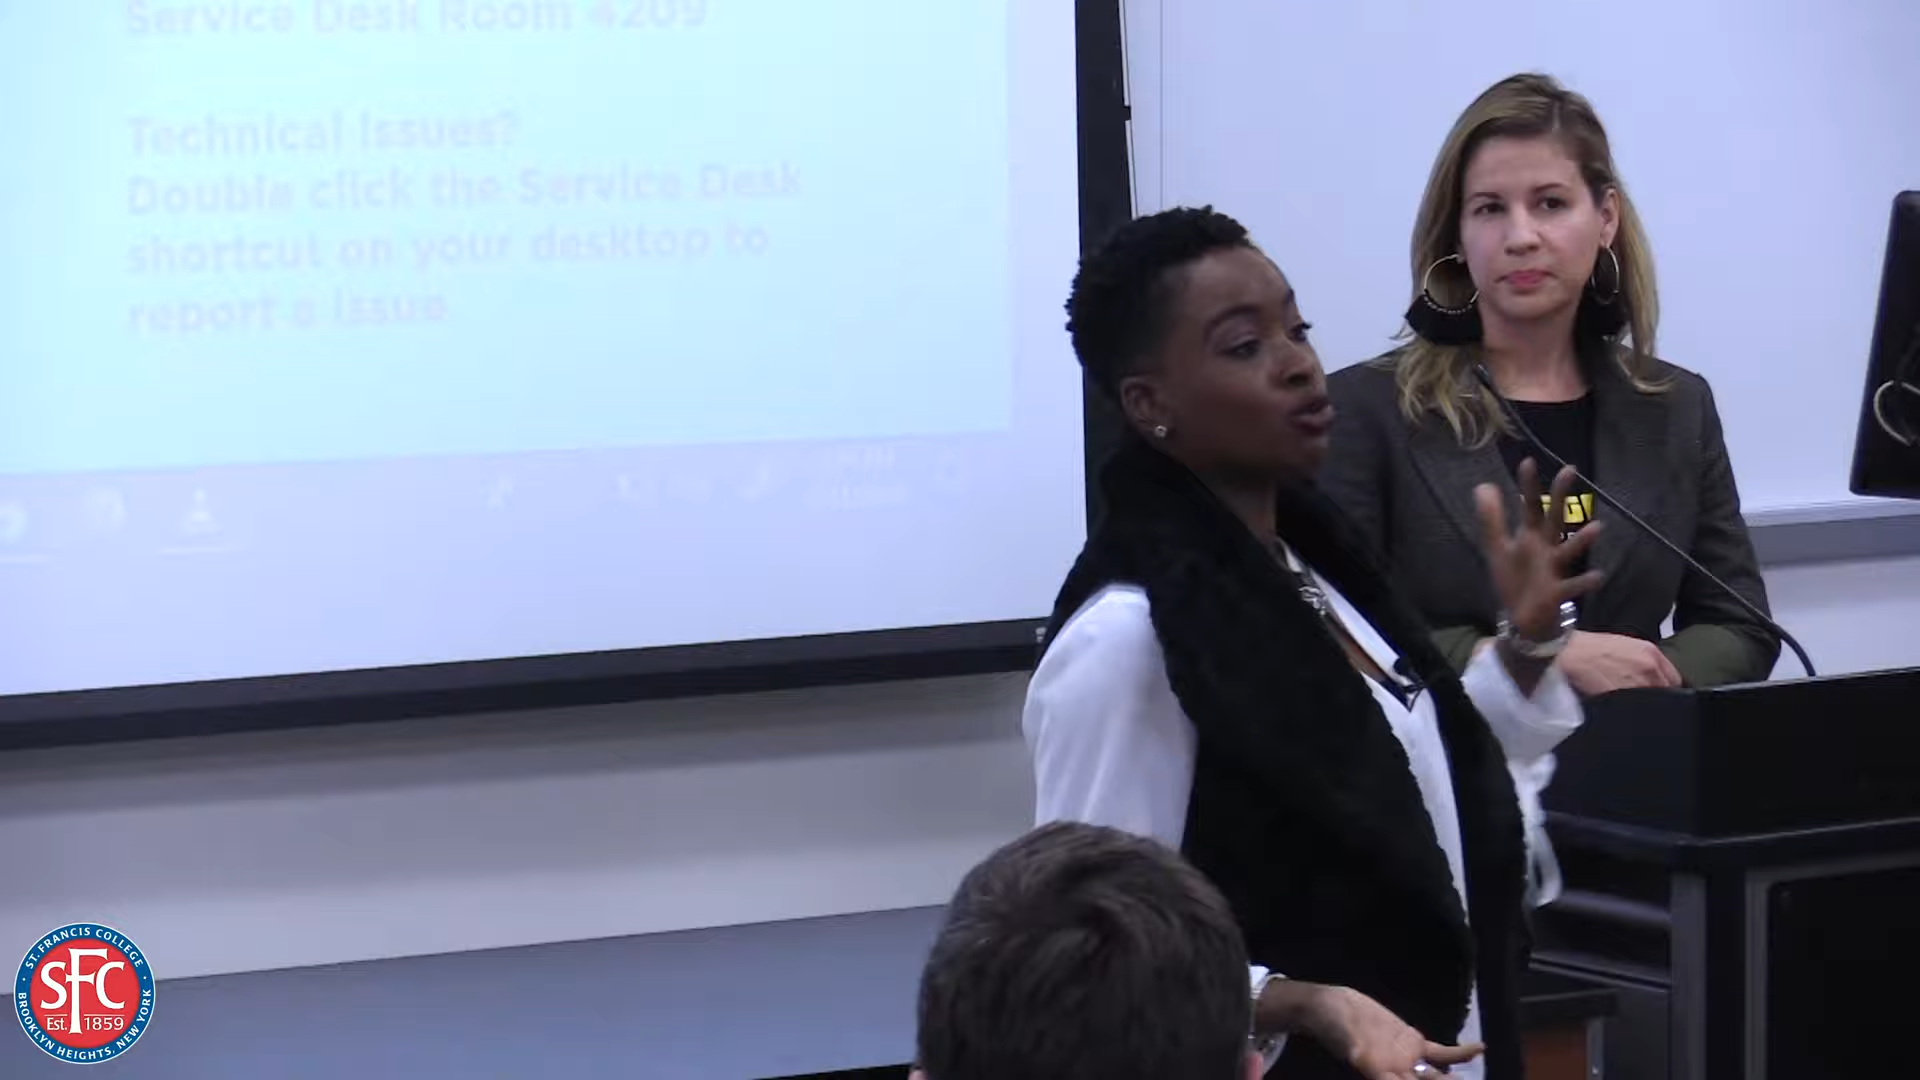 Service Desk Room 4209
Technical Issues?
Double click the Service Desk
shortcut on your desktop to
report a issue
ST. FRANCIS COLLEGE
SFC
Est. 1859
BROOKLYN HEIGHTS, NEW YORK